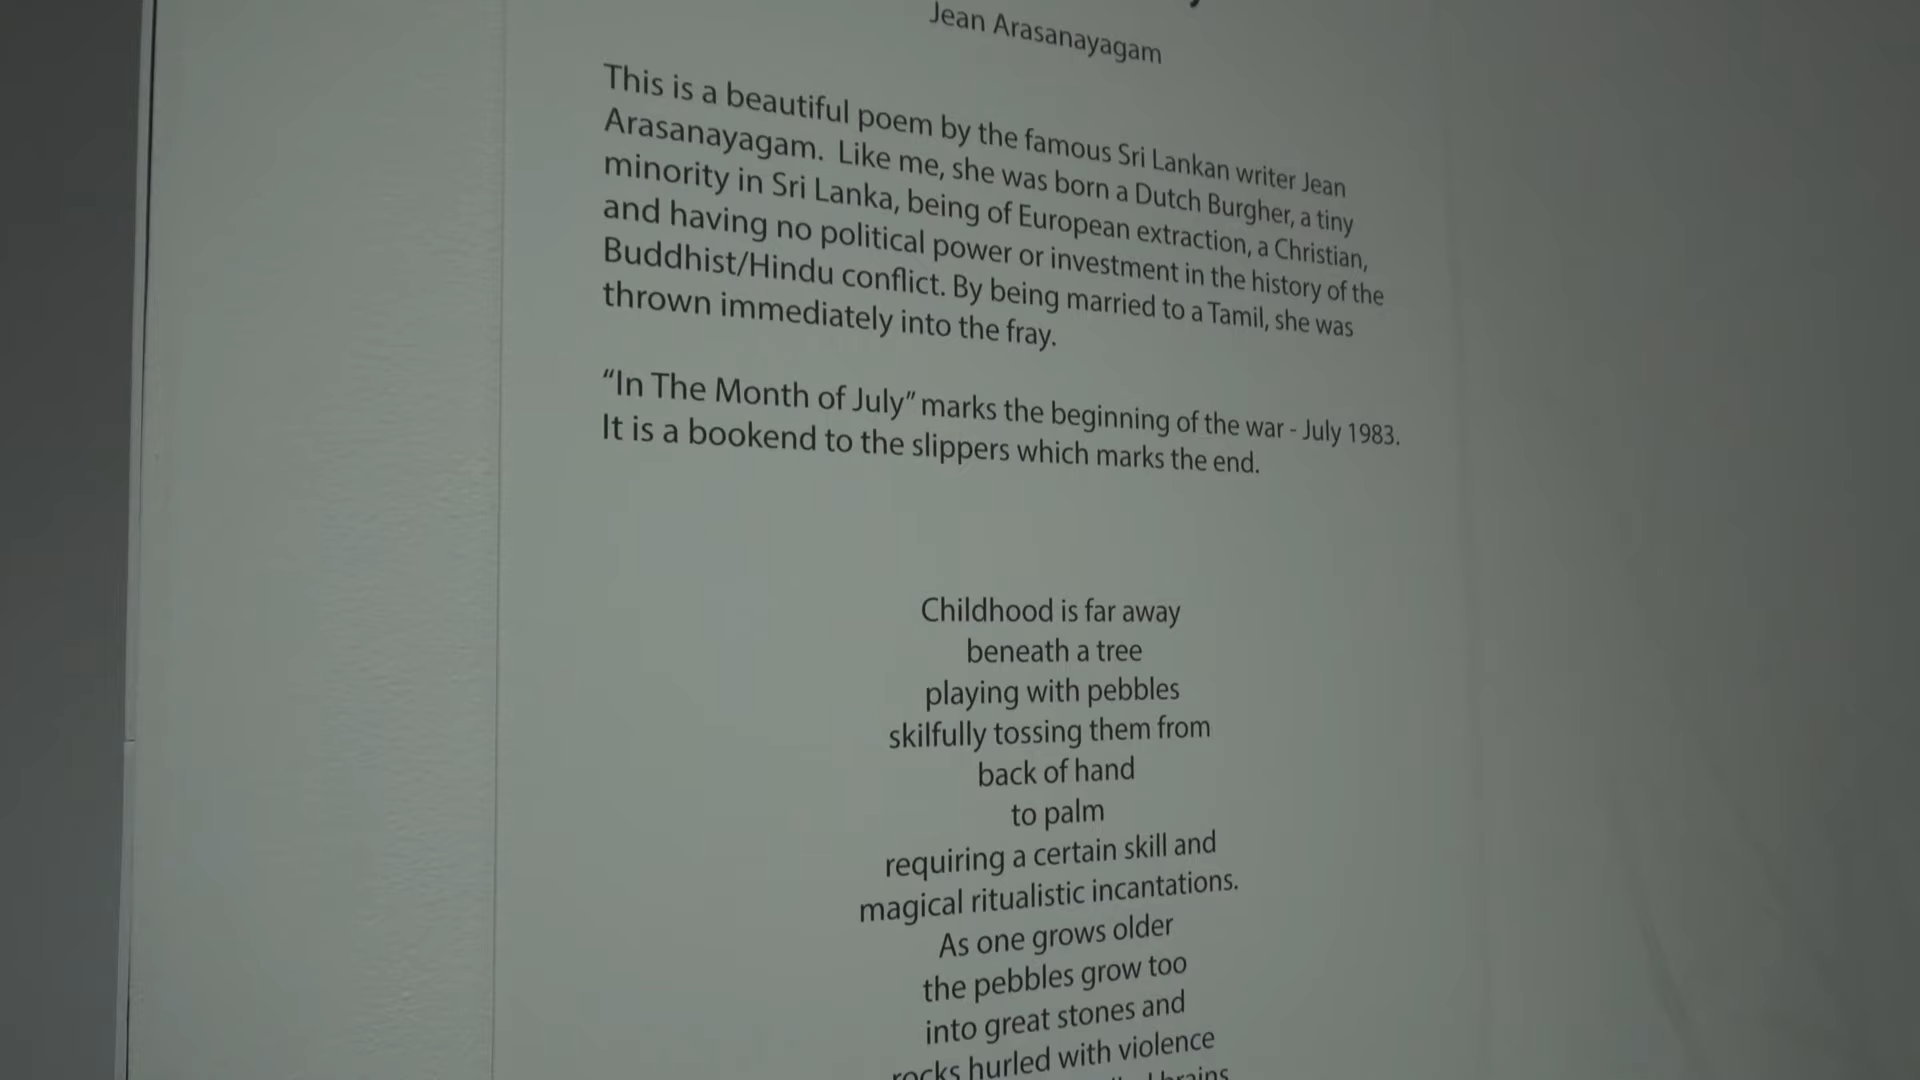 Jean Arasanayagam
This is a beautiful poem by the famous Sri Lankan writer Jean
Arasanayagam. Like me, she was born a Dutch Burgher, a tiny
minority in Sri Lanka, being of European extraction, a Christian,
and having no political power or investment in the history of the
Buddhist/Hindu conflict. By being married to a Tamil, she was
thrown immediately into the fray.
“In The Month of July” marks the beginning of the war - July 1983.
It is a bookend to the slippers which marks the end.
Childhood is far away
beneath a tree
playing with pebbles
skilfully tossing them from
back of hand
to palm
requiring a certain skill and
magical ritualistic incantations.
As one grows older
the pebbles grow too
into great stones and
rocks hurled with violence
brains